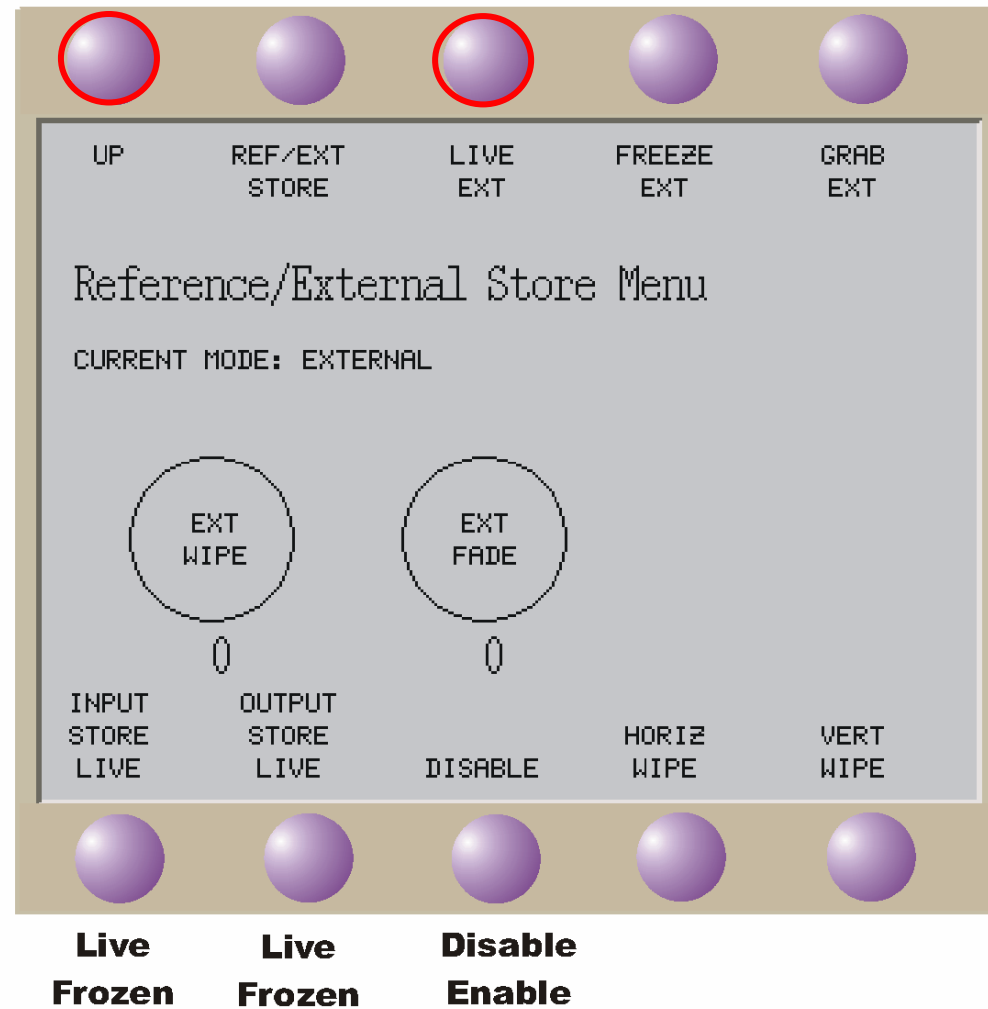 UP REF/EXT LIVE FREEZE GRAB
STORE EXT EXT EXT
Reference/External Store Menu
CURRENT MODE: EXTERNAL
EXT EXT
WIPE FADE
0 0
INPUT OUTPUT
STORE STORE HORIZ VERT
LIVE LIVE DISABLE WIPE WIPE
Live Live Disable
Frozen Frozen Enable